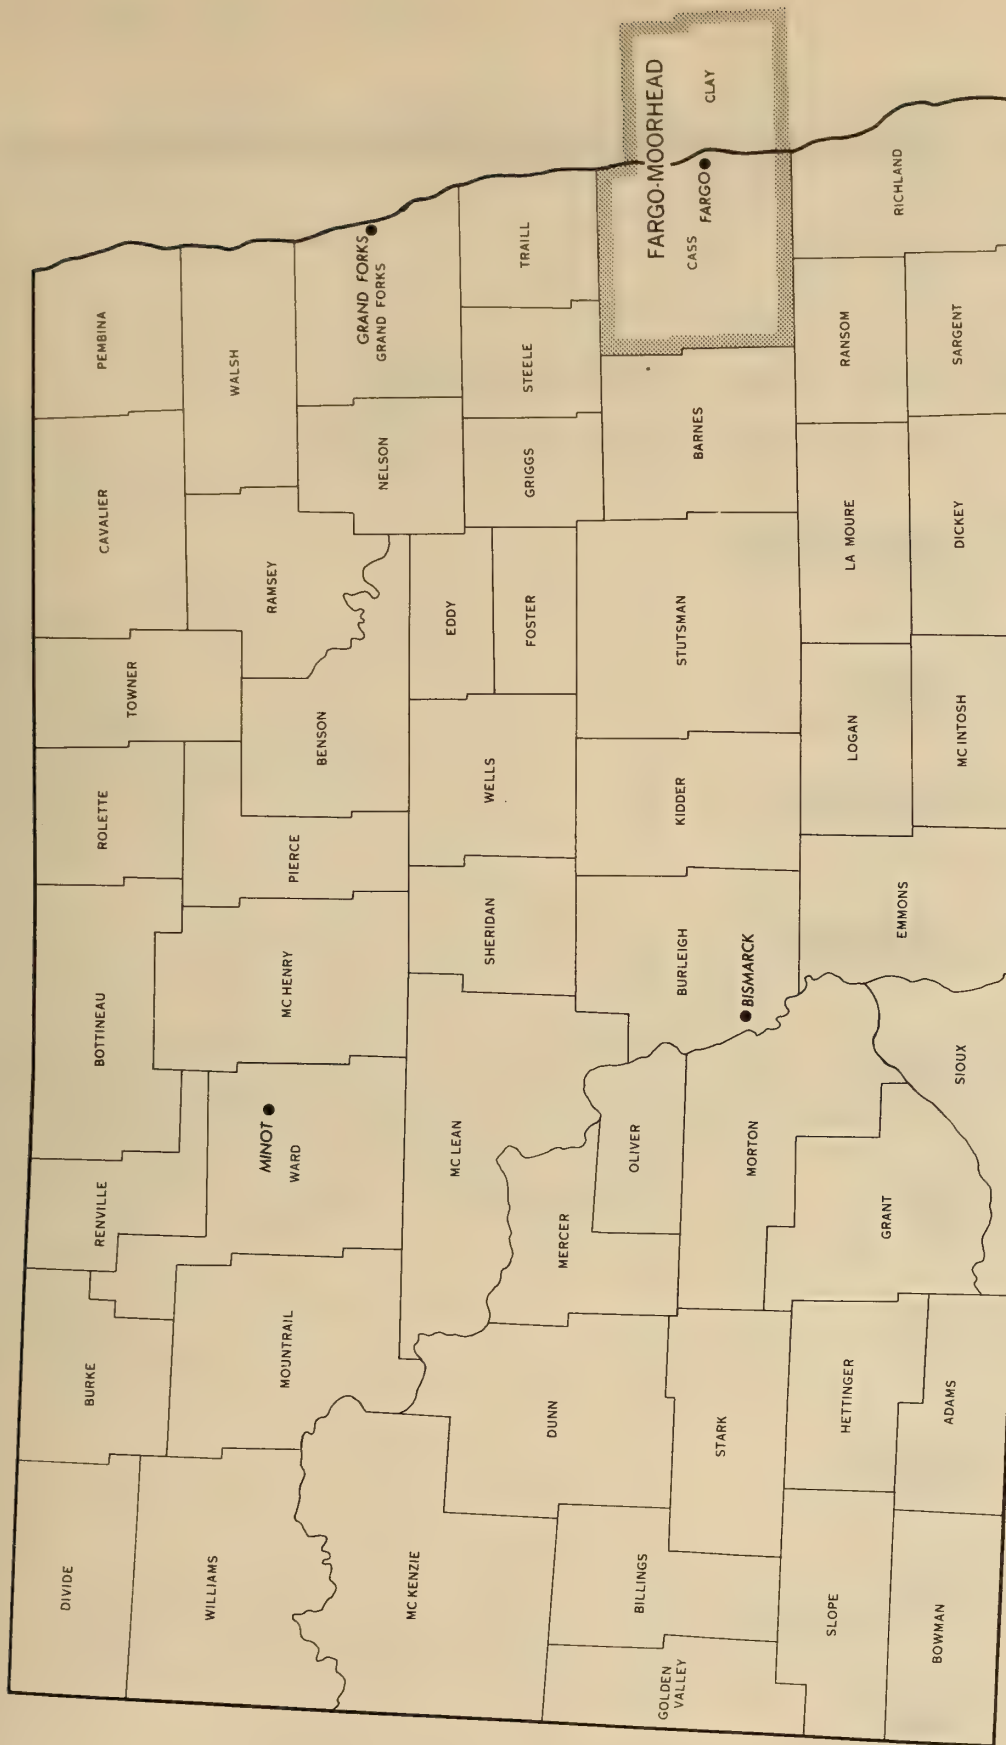 DIVIDE
BURKE
RENVILLE
BOTTINEAU
ROLETTE
TOWNER
CAVALIER
PEMBINA
WILLIAMS
MOUNTRAIL
MINOT
WARD
MC HENRY
PIERCE
BENSON
RAMSEY
WALSH
NELSON
GRAND FORKS
GRAND FORKS
MC KENZIE
DUNN
MERCER
MC LEAN
SHERIDAN
WELLS
EDDY
FOSTER
GRIGGS
STEELE
TRAILL
GOLDEN
VALLEY
BILLINGS
STARK
OLIVER
MORTON
BURLEIGH
BISMARCK
KIDDER
STUTSMAN
BARNES
FARGO-MOORHEAD
CASS
FARGO
CLAY
SLOPE
HETTINGER
GRANT
EMMONS
LOGAN
LA MOURE
RANSOM
RICHLAND
BOWMAN
ADAMS
SIOUX
MC INTOSH
DICKEY
SARGENT